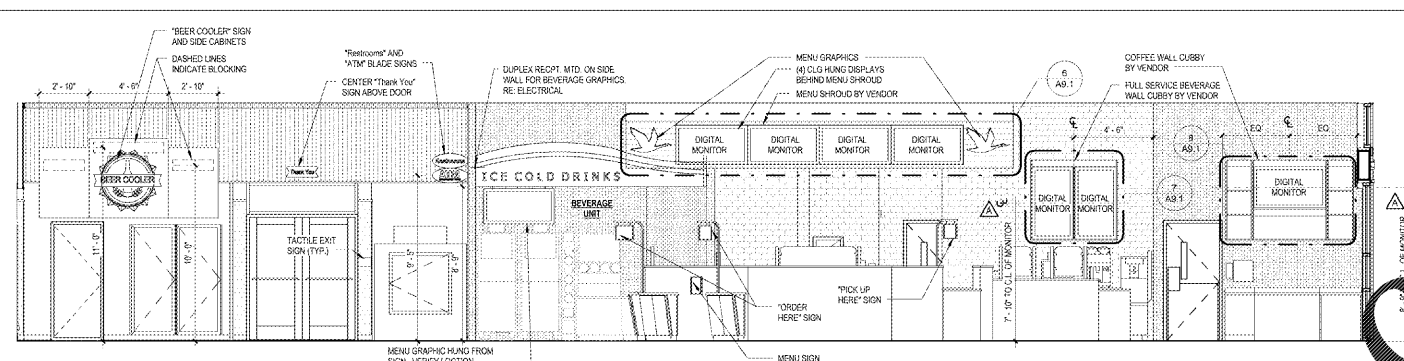 "BEER COOLER" SIGN
AND SIDE CABINETS
DASHED LINES
INDICATE BLOCKING
2' - 10"
4' - 6"
2' - 10"
"Restrooms" AND
"ATM" BLADE SIGNS
CENTER "Thank You"
SIGN ABOVE DOOR
DUPLEX RECPT. MTD. ON SIDE
WALL FOR BEVERAGE GRAPHICS.
RE: ELECTRICAL
MENU GRAPHICS
(4) CLG HUNG DISPLAYS
BEHIND MENU SHROUD
MENU SHROUD BY VENDOR
6
A9.1
COFFEE WALL CUBBY
BY VENDOR
FULL SERVICE BEVERAGE
WALL CUBBY BY VENDOR
4' - 6"
8
A9.1
EQ
EQ
BEER COOLER
Thank You
ATM
ICE COLD DRINKS
BEVERAGE
UNIT
DIGITAL
MONITOR
DIGITAL
MONITOR
DIGITAL
MONITOR
DIGITAL
MONITOR
DIGITAL
MONITOR
DIGITAL
MONITOR
7
A9.1
DIGITAL
MONITOR
A
A
11' - 0"
10' - 0"
TACTILE EXIT
SIGN (TYP.)
"ORDER
HERE" SIGN
"PICK UP
HERE" SIGN
7' - 10" TO C.L. OF MONITOR
MENU GRAPHIC HUNG FROM
MENU SIGN